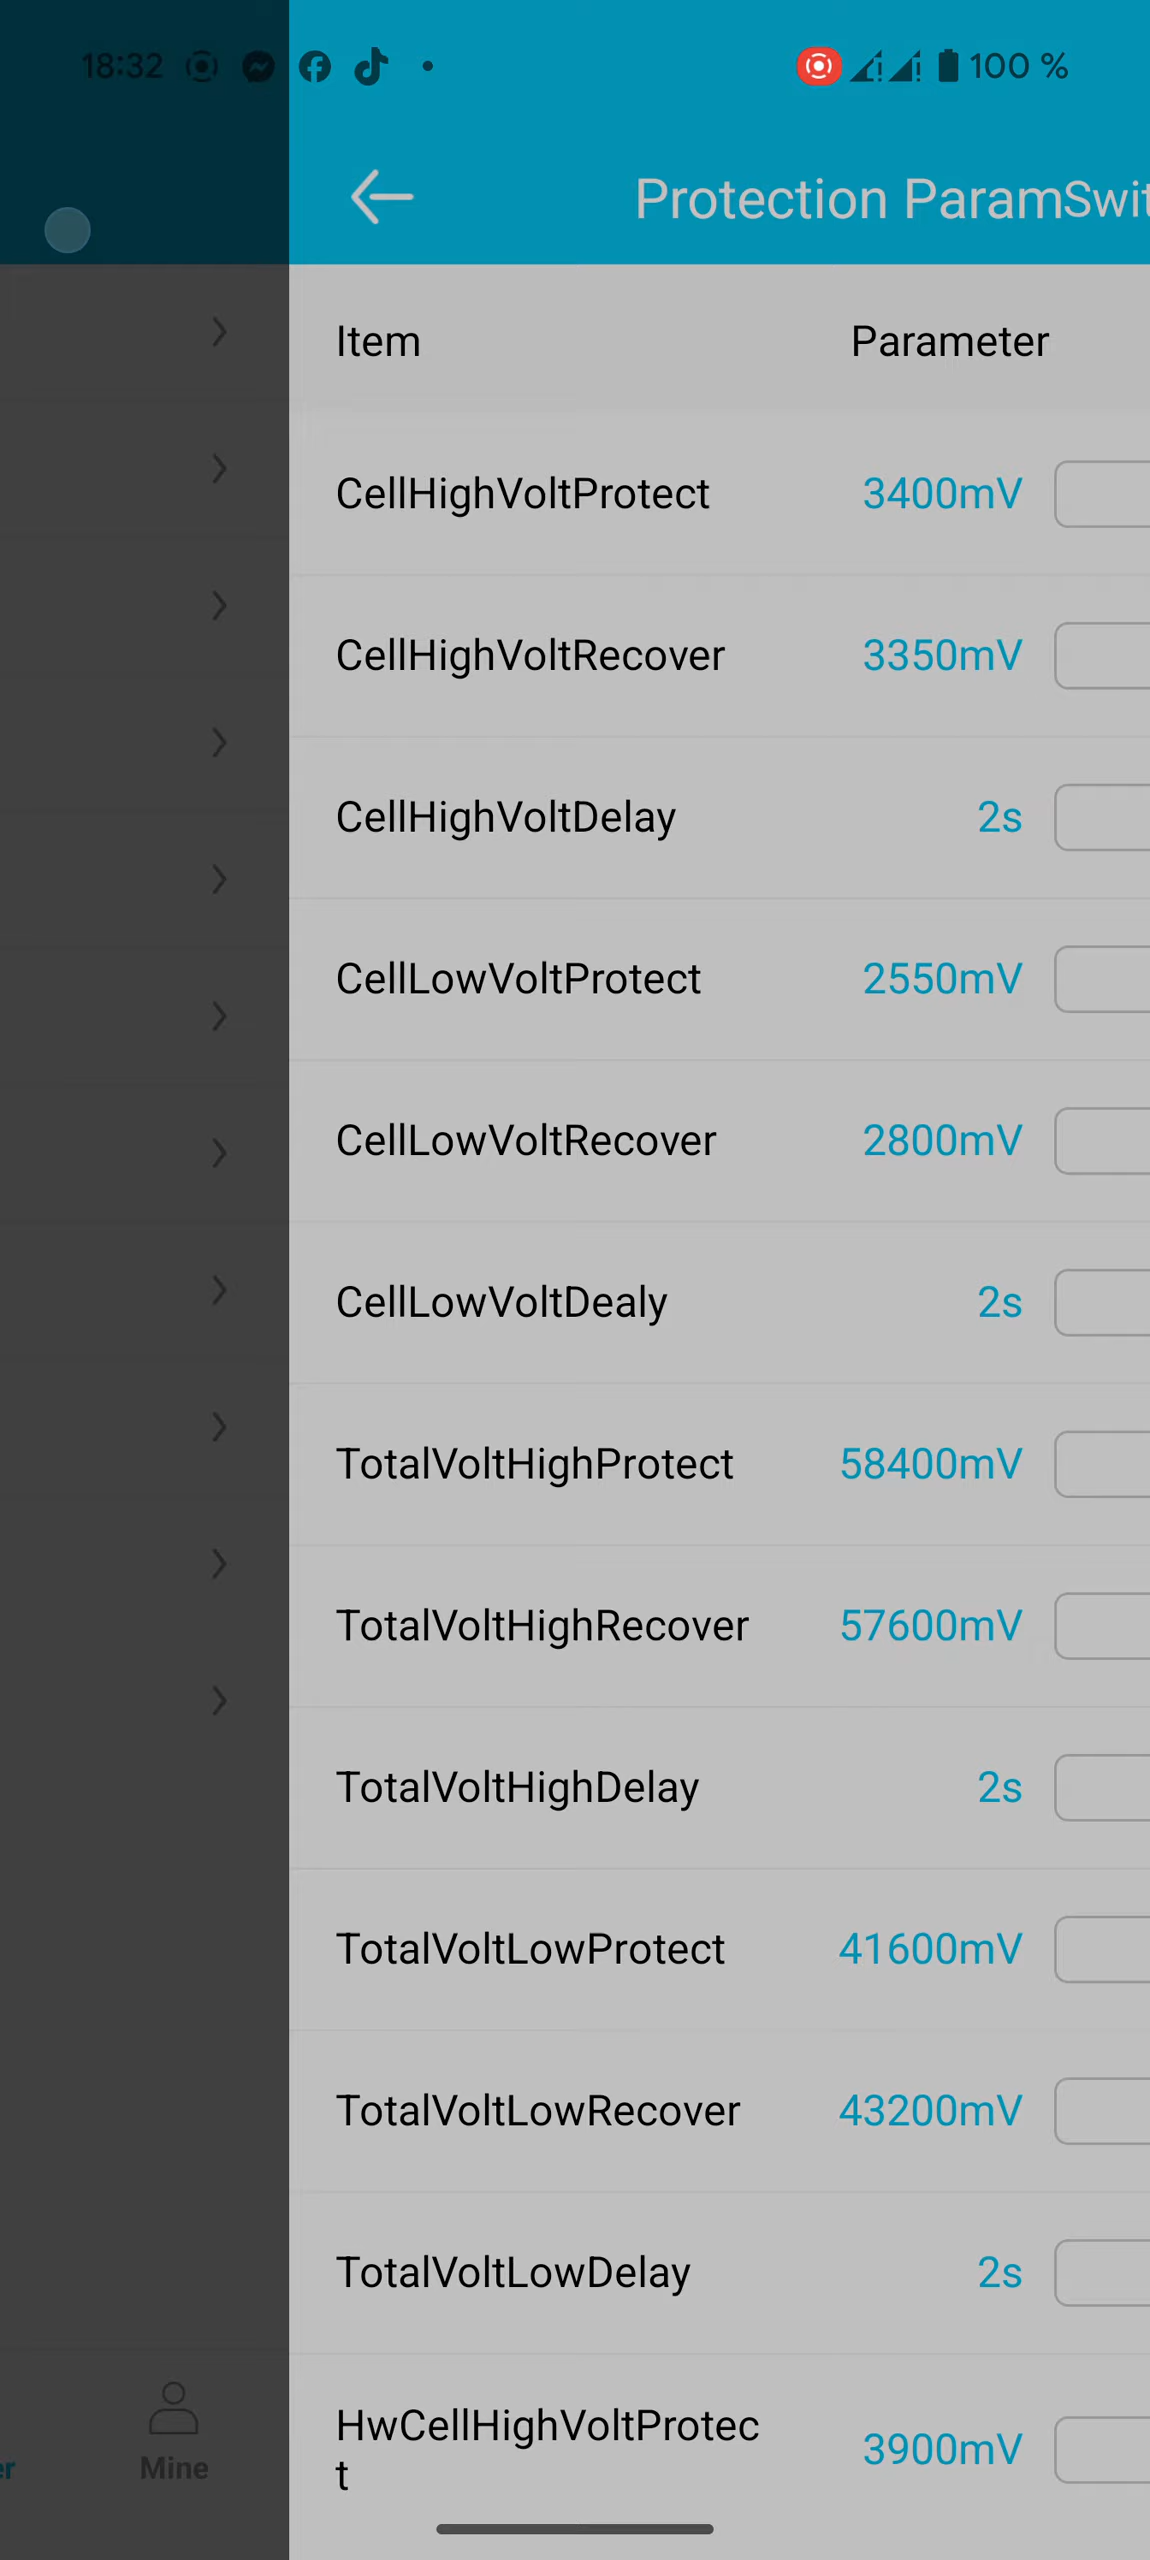 18:32
100 %
Protection ParamSwit
Item Parameter
CellHighVoltProtect 3400mV
CellHighVoltRecover 3350mV
CellHighVoltDelay 2s
CellLowVoltProtect 2550mV
CellLowVoltRecover 2800mV
CellLowVoltDealy 2s
TotalVoltHighProtect 58400mV
TotalVoltHighRecover 57600mV
TotalVoltHighDelay 2s
TotalVoltLowProtect 41600mV
TotalVoltLowRecover 43200mV
TotalVoltLowDelay 2s
HwCellHighVoltProtec
t 3900mV
er Mine